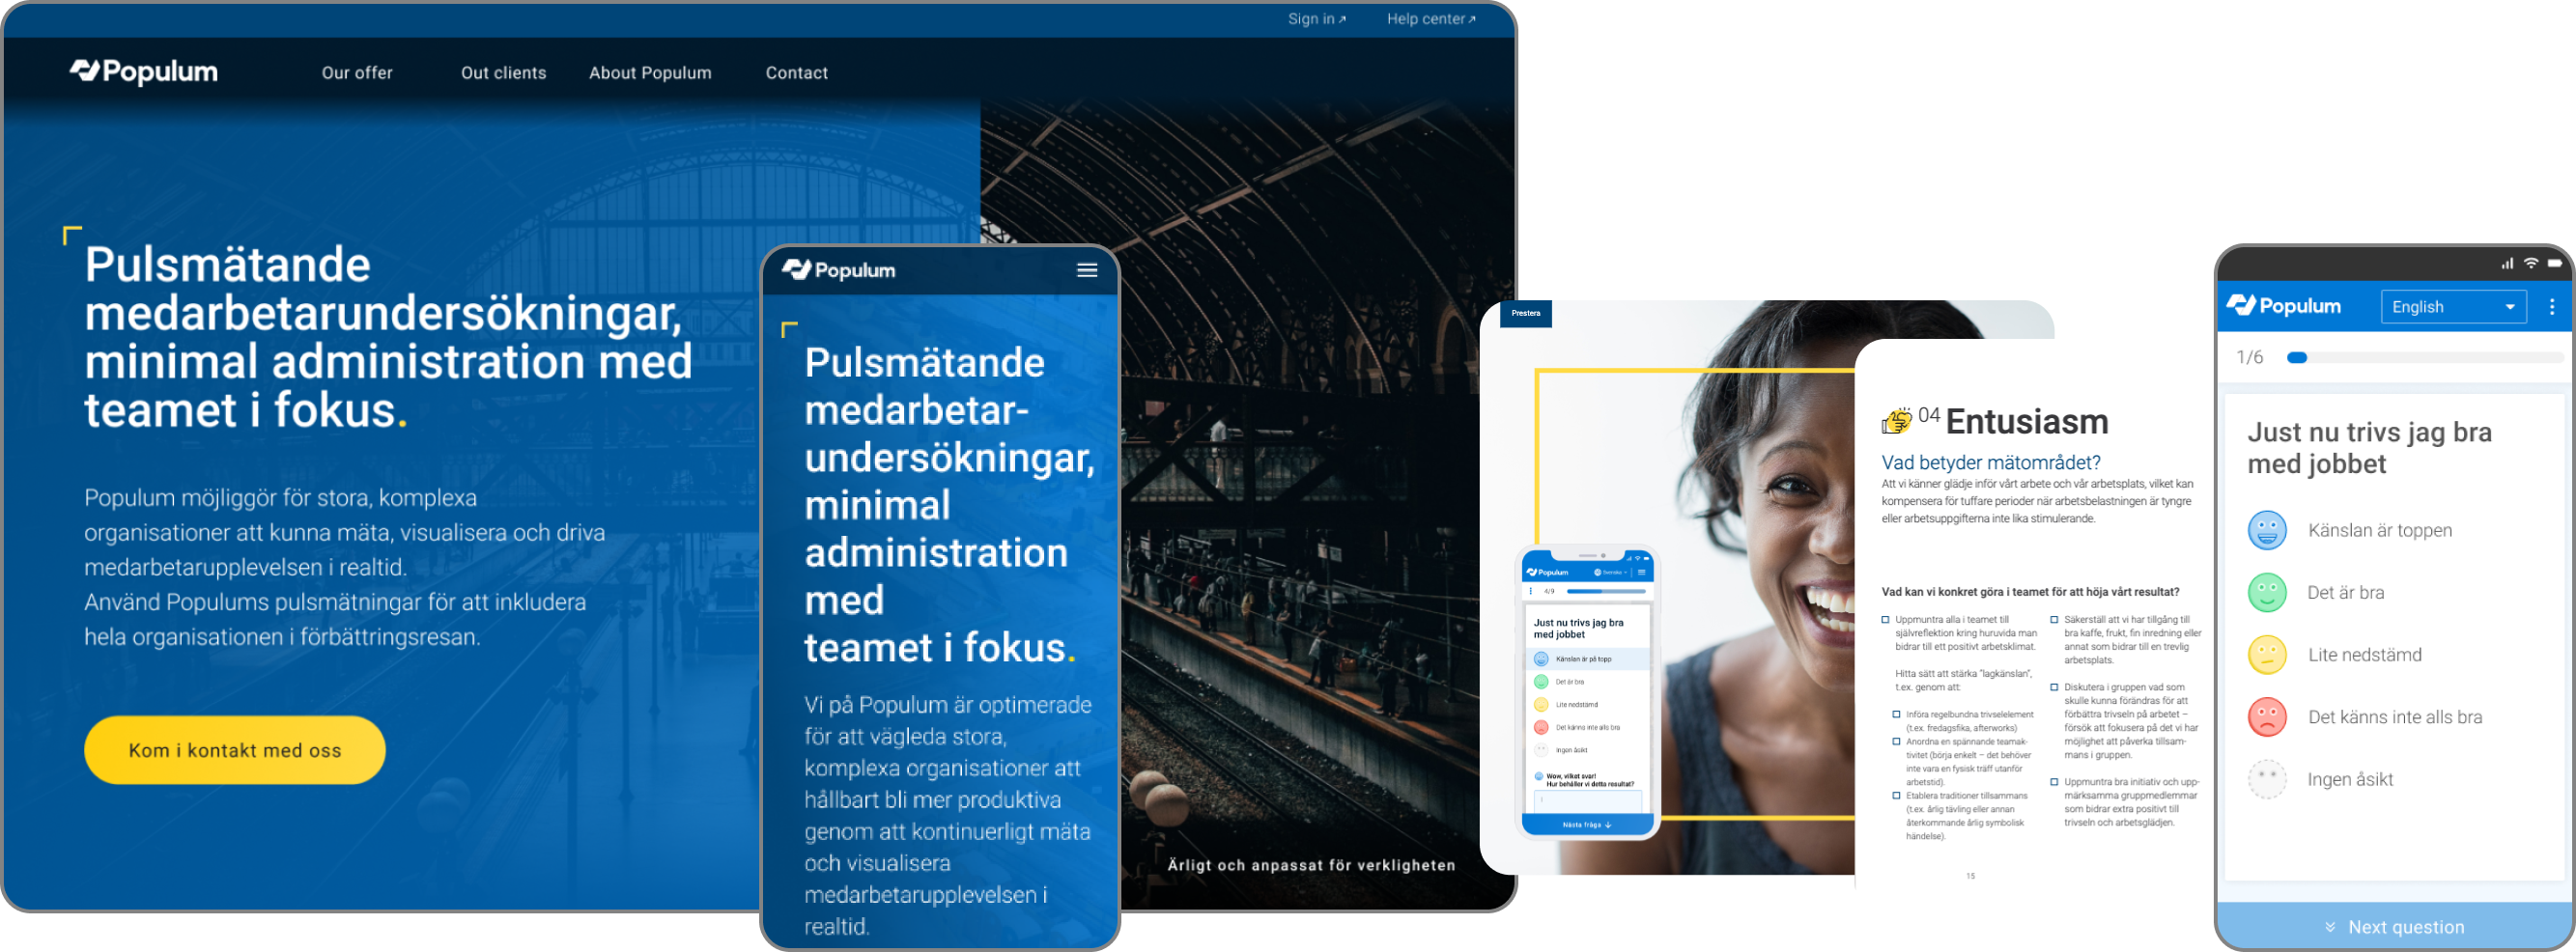 Sign in
Help center
Populum
Our offer
Out clients
About Populum
Contact
Pulsmätande
medarbetarundersökningar,
minimal administration med
teamet i fokus.
Populum möjliggör för stora, komplexa
organisationer att kunna mäta, visualisera och driva
medarbetarupplevelsen i realtid.
Använd Populums pulsmätningar för att inkludera
hela organisationen i förbättringsresan.
Kom i kontakt med oss
Ärligt och anpassat för verkligheten
Populum
Pulsmätande
medarbetar-
undersökningar,
minimal
administration
med
teamet i fokus.
Vi på Populum är optimerade
för att vägleda stora,
komplexa organisationer att
hållbart bli mer produktiva
genom att kontinuerligt mäta
och visualisera
medarbetarupplevelsen i
realtid.
Prestera
Populum
Svenska
4/9
Just nu trivs jag bra
med jobbet
Känslan är på topp
Det är bra
Lite nedstämd
Det känns inte alls bra
Ingen åsikt
Wow, vilket svar!
Hur behåller vi detta resultat?
Nästa fråga
04 Entusiasm
Vad betyder mätområdet?
Att vi känner glädje inför vårt arbete och vår arbetsplats, vilket kan
kompensera för tuffare perioder när arbetsbelastningen är tyngre
eller arbetsuppgifterna inte lika stimulerande.
Vad kan vi konkret göra i teamet för att höja vårt resultat?
Uppmuntra alla i teamet till
självreflektion kring huruvida man
bidrar till ett positivt arbetsklimat.
Hitta sätt att stärka "lagkänslan",
t.ex. genom att:
Införa regelbundna trivselelement
(t.ex. fredagsfika, afterworks)
Anordna en spännande teamak-
tivitet (börja enkelt – det behöver
inte vara en fysisk träff utanför
arbetstid).
Etablera traditioner tillsammans
(t.ex. årlig tävling eller annan
återkommande årlig symbolisk
händelse).
Säkerställ att vi har tillgång till
bra kaffe, frukt, fin inredning eller
annat som bidrar till en trevlig
arbetsplats.
Diskutera i gruppen vad som
skulle kunna förändras för att
förbättra trivseln på arbetet –
försök att fokusera på det vi har
möjlighet att påverka tillsam-
mans i gruppen.
Uppmuntra bra initiativ och upp-
märksamma gruppmedlemmar
som bidrar extra positivt till
trivseln och arbetsglädjen.
15
Populum
English
1/6
Just nu trivs jag bra
med jobbet
Känslan är toppen
Det är bra
Lite nedstämd
Det känns inte alls bra
Ingen åsikt
Next question